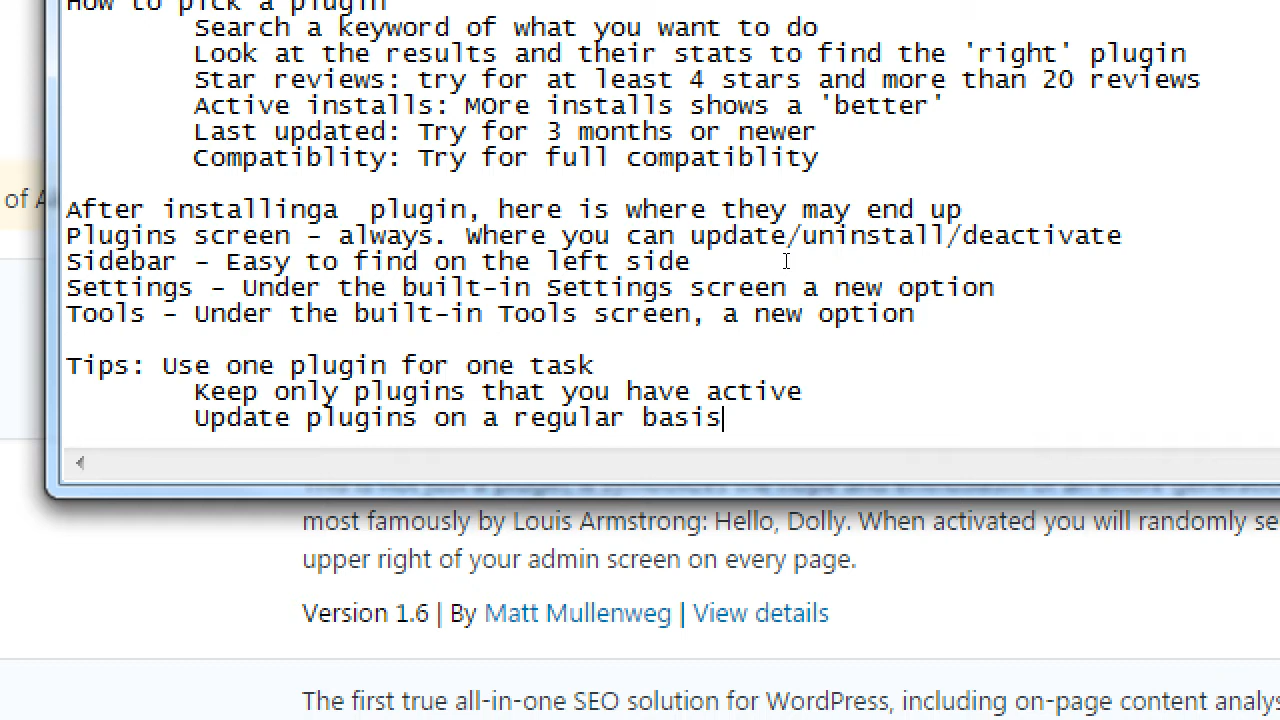 How to pick a plugin
Search a keyword of what you want to do
Look at the results and their stats to find the 'right' plugin
Star reviews: try for at least 4 stars and more than 20 reviews
Active installs: MOre installs shows a 'better'
Last updated: Try for 3 months or newer
Compatiblity: Try for full compatiblity
of A
After installinga  plugin, here is where they may end up
Plugins screen - always. Where you can update/uninstall/deactivate
Sidebar - Easy to find on the left side
Settings - Under the built-in Settings screen a new option
Tools - Under the built-in Tools screen, a new option
Tips: Use one plugin for one task
Keep only plugins that you have active
Update plugins on a regular basis
most famously by Louis Armstrong: Hello, Dolly. When activated you will randomly se
upper right of your admin screen on every page.
Version 1.6 | By Matt Mullenweg | View details
The first true all-in-one SEO solution for WordPress, including on-page content analys